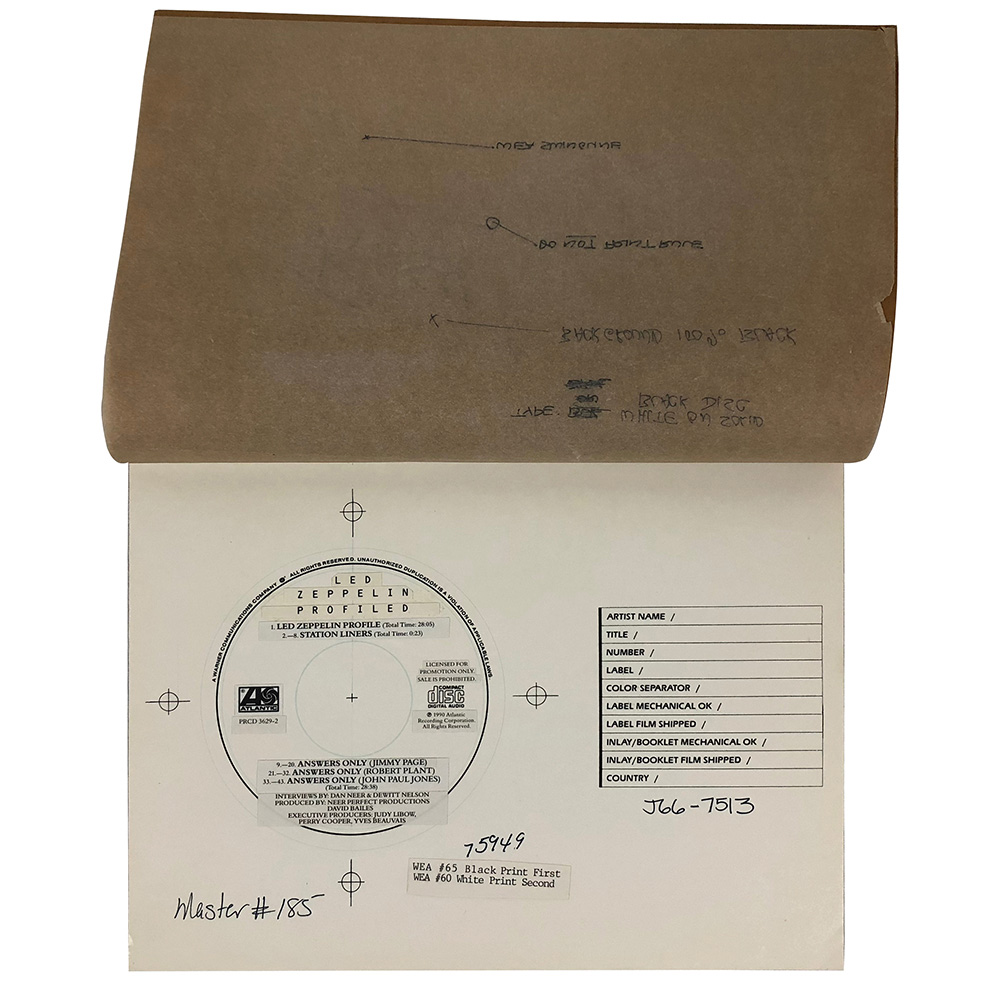 TYPE: WHITE ON SOLID
BLACK DISC
BACKGROUND 100% BLACK
DO NOT PRINT
A WARNER COMMUNICATIONS COMPANY ® ALL RIGHTS RESERVED. UNAUTHORIZED DUPLICATION IS A VIOLATION OF APPLICABLE LAWS.
LED
ZEPPELIN
PROFILED
1. LED ZEPPELIN PROFILE (Total Time: 28:05)
2.—8. STATION LINERS (Total Time: 0:23)
LICENSED FOR
PROMOTION ONLY.
SALE IS PROHIBITED.
ATLANTIC
PRCD 3629-2
COMPACT
disc
DIGITAL AUDIO
℗ 1990 Atlantic
Recording Corporation.
All Rights Reserved.
9.—20. ANSWERS ONLY (JIMMY PAGE)
21.—32. ANSWERS ONLY (ROBERT PLANT)
33.—43. ANSWERS ONLY (JOHN PAUL JONES)
(Total Time: 28:38)
INTERVIEWS BY: DAN NEER & DEWITT NELSON
PRODUCED BY: NEER PERFECT PRODUCTIONS
DAVID BAILES
EXECUTIVE PRODUCERS: JUDY LIBOW,
PERRY COOPER, YVES BEAUVAIS
ARTIST NAME /
TITLE /
NUMBER /
LABEL /
COLOR SEPARATOR /
LABEL MECHANICAL OK /
LABEL FILM SHIPPED /
INLAY/BOOKLET MECHANICAL OK /
INLAY/BOOKLET FILM SHIPPED /
COUNTRY /
J66-7513
75949
WEA #65 Black Print First
WEA #60 White Print Second
Master # 185